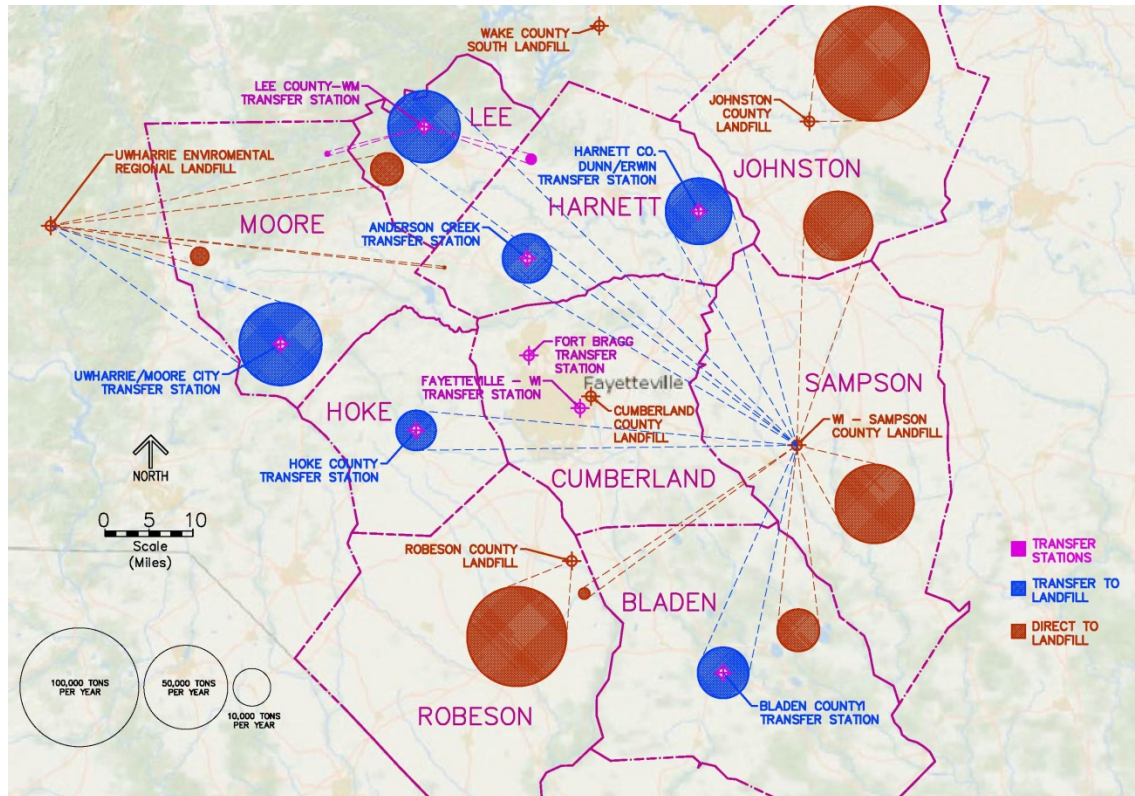 WAKE COUNTY
SOUTH LANDFILL
LEE COUNTY-WM
TRANSFER STATION
LEE
JOHNSTON
COUNTY
LANDFILL
UWHARRIE ENVIROMENTAL
REGIONAL LANDFILL
HARNETT CO.
DUNN/ERWIN
TRANSFER STATION
JOHNSTON
HARNETT
MOORE
ANDERSON CREEK
TRANSFER STATION
FORT BRAGG
TRANSFER
STATION
UWHARRIE/MOORE CITY
TRANSFER STATION
FAYETTEVILLE - WI
TRANSFER STATION
Fayetteville
SAMPSON
HOKE
CUMBERLAND
COUNTY
LANDFILL
WI - SAMPSON
COUNTY LANDFILL
HOKE COUNTY
TRANSFER STATION
NORTH
CUMBERLAND
0 5 10
Scale
(Miles)
ROBESON COUNTY
LANDFILL
TRANSFER
STATIONS
TRANSFER TO
LANDFILL
DIRECT TO
LANDFILL
BLADEN
100,000 TONS
PER YEAR
50,000 TONS
PER YEAR
10,000 TONS
PER YEAR
ROBESON
BLADEN COUNTY1
TRANSFER STATION